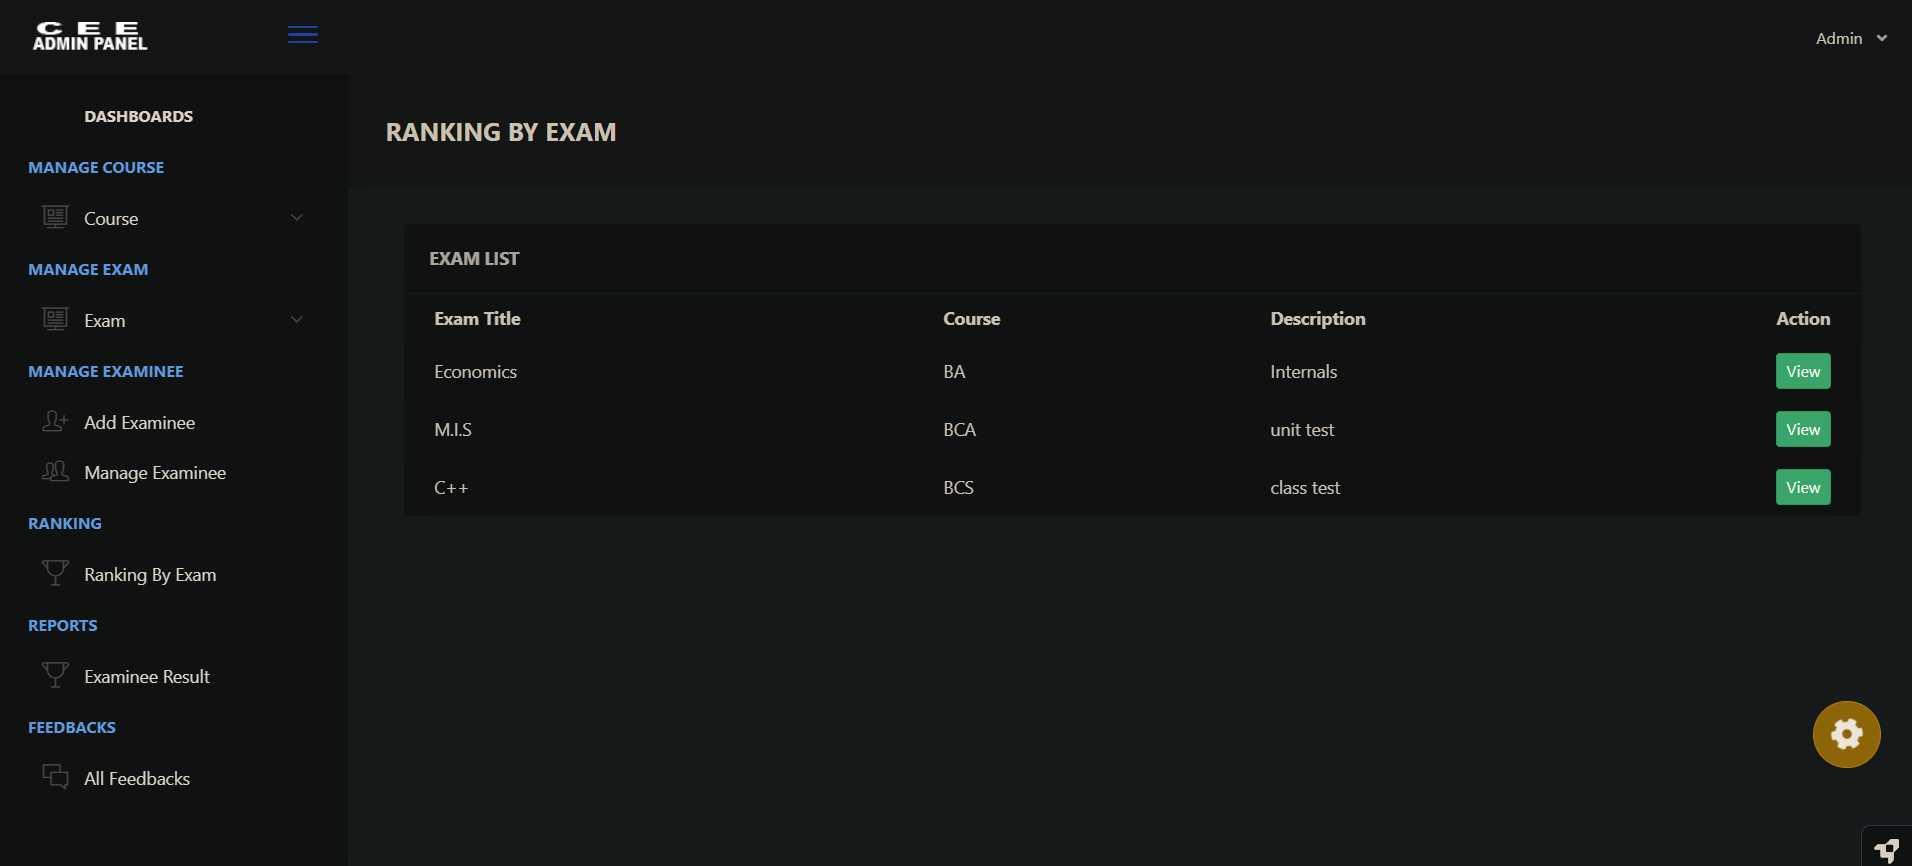 CEE
ADMIN PANEL
Admin
DASHBOARDS
MANAGE COURSE
Course
MANAGE EXAM
Exam
MANAGE EXAMINEE
Add Examinee
Manage Examinee
RANKING
Ranking By Exam
REPORTS
Examinee Result
FEEDBACKS
All Feedbacks
RANKING BY EXAM
EXAM LIST
Exam Title Course Description Action
Economics BA Internals View
M.I.S BCA unit test View
C++ BCS class test View